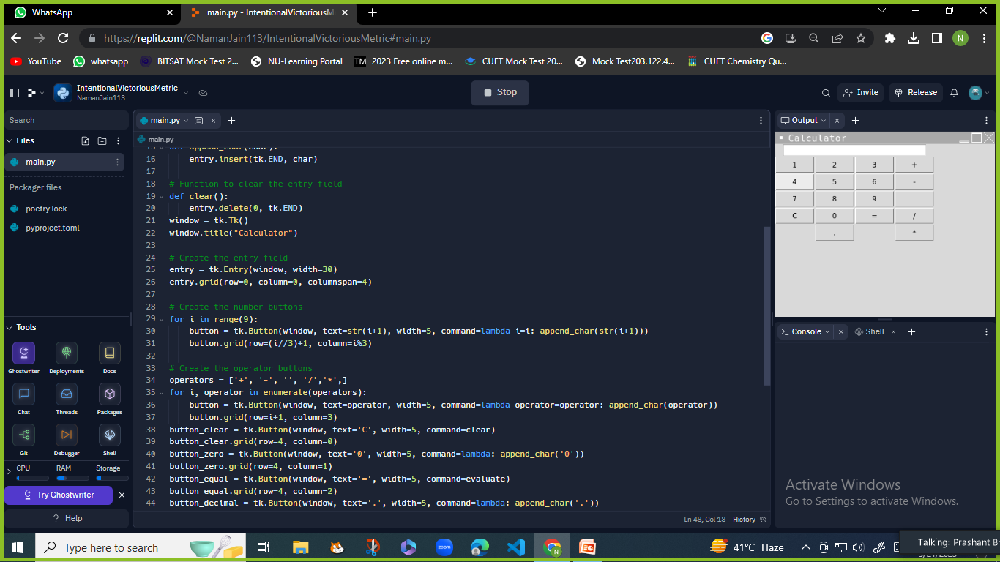 WhatsApp
main.py - IntentionalVictoriousM
https://replit.com/@NamanJain113/IntentionalVictoriousMetric#main.py
N
YouTube
whatsapp
BITSAT Mock Test 2...
NU-Learning Portal
TM 2023 Free online m...
CUET Mock Test 20...
Mock Test203.122.4...
CUET Chemistry Qu...
IntentionalVictoriousMetric
NamanJain113
Stop
Invite
Release
Search
Files
main.py
Packager files
poetry.lock
pyproject.toml
Tools
Ghostwriter
Deployments
Docs
Chat
Threads
Packages
Git
Debugger
Shell
CPU
RAM
Storage
Try Ghostwriter
? Help
main.py
main.py
15 def append_char(char):
16 entry.insert(tk.END, char)
17
18 # Function to clear the entry field
19 def clear():
20 entry.delete(0, tk.END)
21 window = tk.Tk()
22 window.title("Calculator")
23
24 # Create the entry field
25 entry = tk.Entry(window, width=30)
26 entry.grid(row=0, column=0, columnspan=4)
27
28 # Create the number buttons
29 for i in range(9):
30 button = tk.Button(window, text=str(i+1), width=5, command=lambda i=i: append_char(str(i+1)))
31 button.grid(row=(i//3)+1, column=i%3)
32
33 # Create the operator buttons
34 operators = ['+', '-', '', '/','*',]
35 for i, operator in enumerate(operators):
36 button = tk.Button(window, text=operator, width=5, command=lambda operator=operator: append_char(operator))
37 button.grid(row=i+1, column=3)
38 button_clear = tk.Button(window, text='C', width=5, command=clear)
39 button_clear.grid(row=4, column=0)
40 button_zero = tk.Button(window, text='0', width=5, command=lambda: append_char('0'))
41 button_zero.grid(row=4, column=1)
42 button_equal = tk.Button(window, text='=', width=5, command=evaluate)
43 button_equal.grid(row=4, column=2)
44 button_decimal = tk.Button(window, text='.', width=5, command=lambda: append_char('.'))
Ln 48, Col 18 History
Output
Calculator
1 2 3 +
4 5 6 -
7 8 9
C 0 = /
. *
Console
Shell
Activate Windows
Go to Settings to activate Windows.
Type here to search
zoom
N
41°C Haze
Talking: Prashant Bh